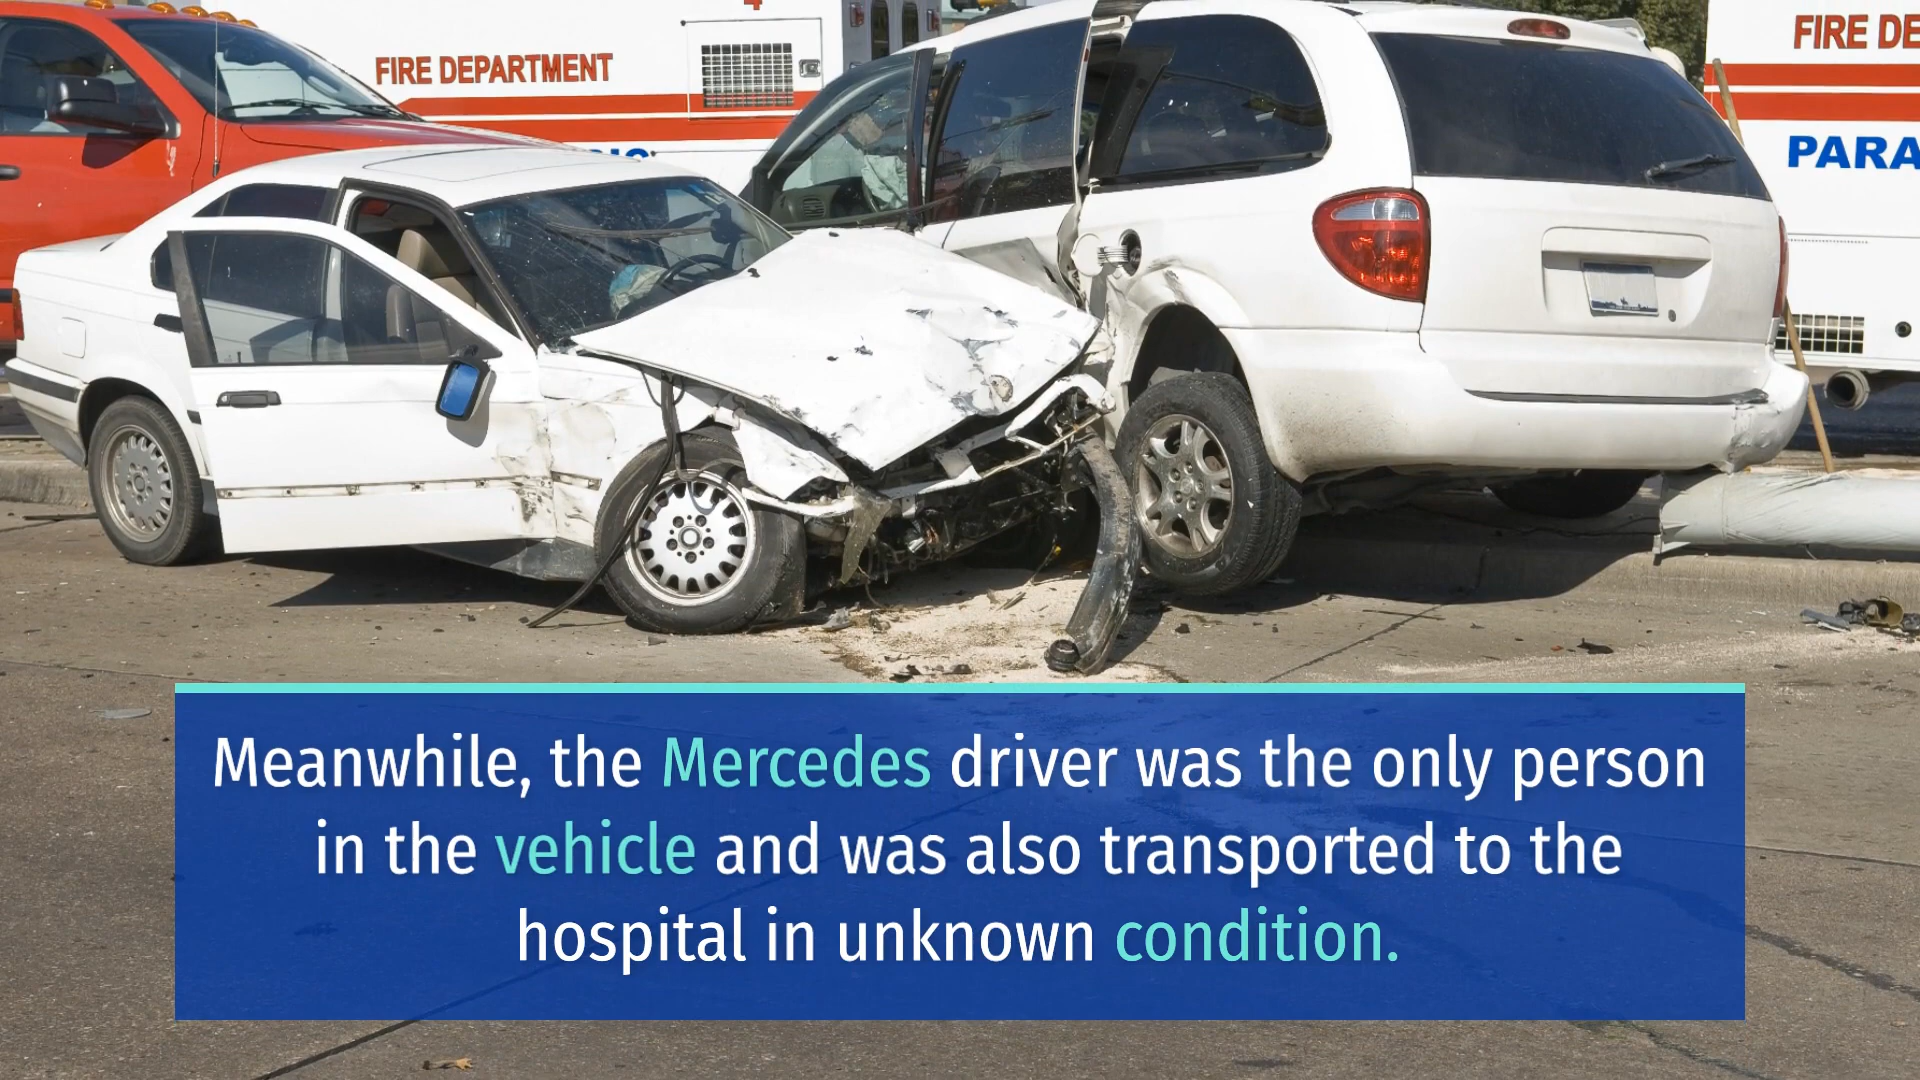 4
FIRE DEPARTMENT
FIRE DE
PARA
Meanwhile, the Mercedes driver was the only person
in the vehicle and was also transported to the
hospital in unknown condition.